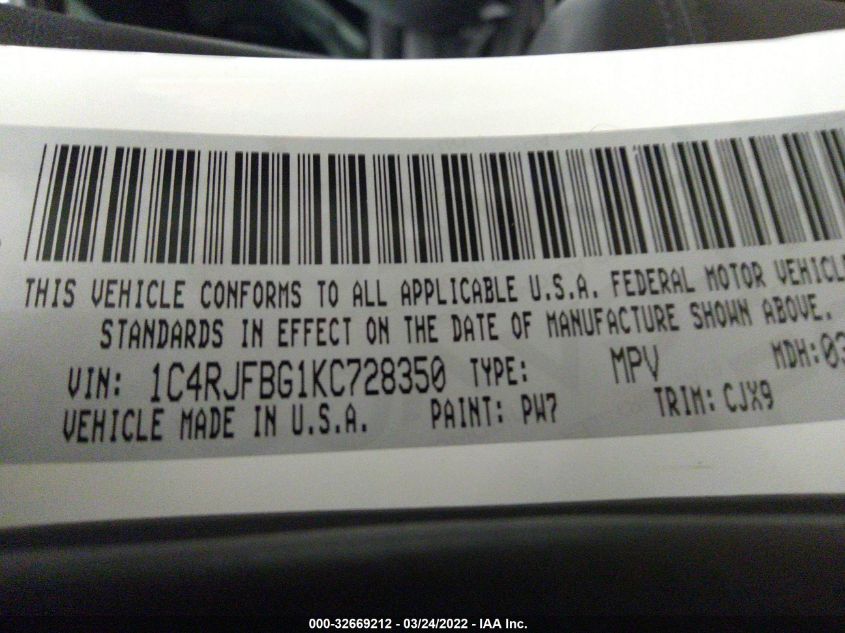 THIS VEHICLE CONFORMS TO ALL APPLICABLE U.S.A. FEDERAL MOTOR VEHICLE
STANDARDS IN EFFECT ON THE DATE OF MANUFACTURE SHOWN ABOVE.
VIN: 1C4RJFBG1KC728350 TYPE: MPV MDH:03
VEHICLE MADE IN U.S.A. PAINT: PW7 TRIM: CJX9
000-32669212 - 03/24/2022 - IAA Inc.